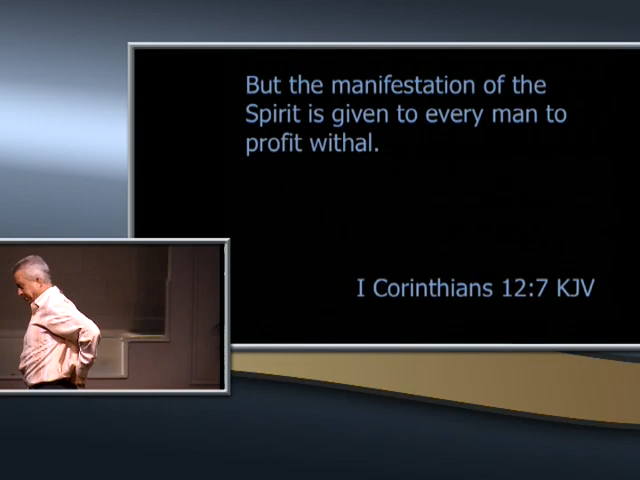 But the manifestation of the
Spirit is given to every man to
profit withal.
I Corinthians 12:7 KJV